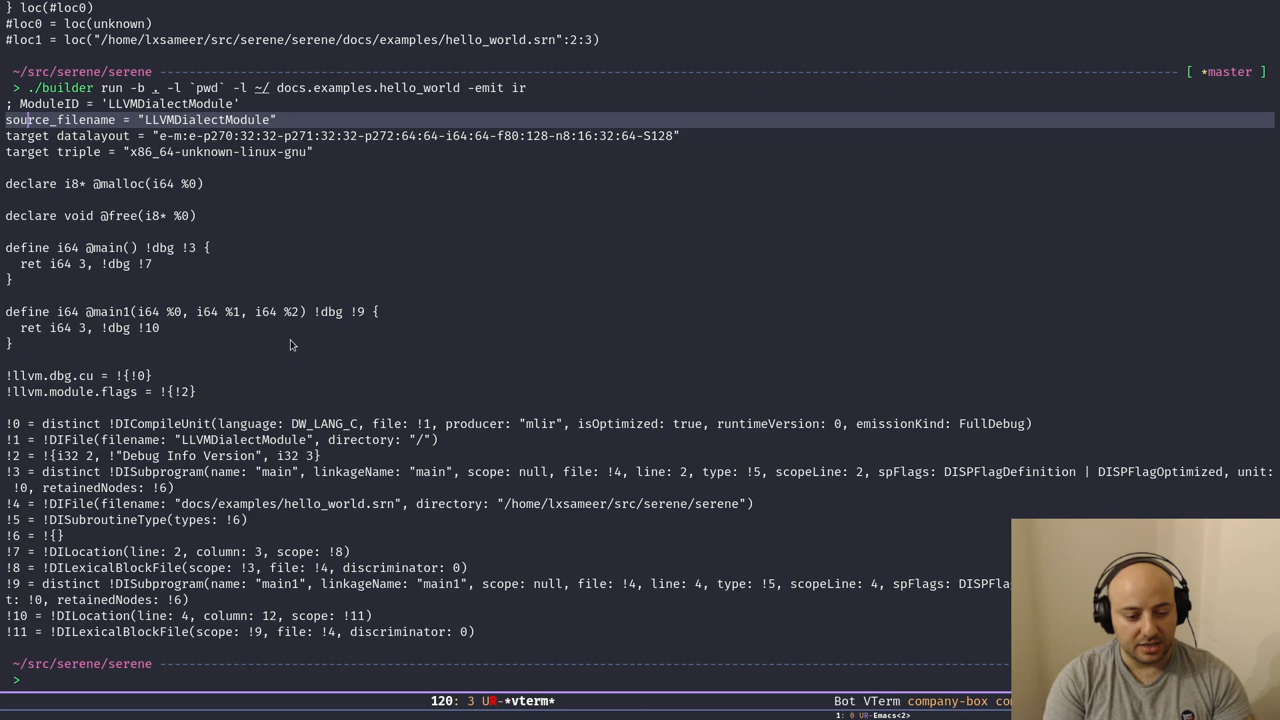 } loc(#loc0)
#loc0 = loc(unknown)
#loc1 = loc("/home/lxsameer/src/serene/serene/docs/examples/hello_world.srn":2:3)
~/src/serene/serene [ *master ]
> ./builder run -b . -l `pwd` -l ~/ docs.examples.hello_world -emit ir
; ModuleID = 'LLVMDialectModule'
source_filename = "LLVMDialectModule"
target datalayout = "e-m:e-p270:32:32-p271:32:32-p272:64:64-i64:64-f80:128-n8:16:32:64-S128"
target triple = "x86_64-unknown-linux-gnu"
declare i8* @malloc(i64 %0)
declare void @free(i8* %0)
define i64 @main() !dbg !3 {
ret i64 3, !dbg !7
}
define i64 @main1(i64 %0, i64 %1, i64 %2) !dbg !9 {
ret i64 3, !dbg !10
}
!llvm.dbg.cu = !{!0}
!llvm.module.flags = !{!2}
!0 = distinct !DICompileUnit(language: DW_LANG_C, file: !1, producer: "mlir", isOptimized: true, runtimeVersion: 0, emissionKind: FullDebug)
!1 = !DIFile(filename: "LLVMDialectModule", directory: "/")
!2 = !{i32 2, !"Debug Info Version", i32 3}
!3 = distinct !DISubprogram(name: "main", linkageName: "main", scope: null, file: !4, line: 2, type: !5, scopeLine: 2, spFlags: DISPFlagDefinition | DISPFlagOptimized, unit:
!0, retainedNodes: !6)
!4 = !DIFile(filename: "docs/examples/hello_world.srn", directory: "/home/lxsameer/src/serene/serene")
!5 = !DISubroutineType(types: !6)
!6 = !{}
!7 = !DILocation(line: 2, column: 3, scope: !8)
!8 = !DILexicalBlockFile(scope: !3, file: !4, discriminator: 0)
!9 = distinct !DISubprogram(name: "main1", linkageName: "main1", scope: null, file: !4, line: 4, type: !5, scopeLine: 4, spFlags: DISPFl
t: !0, retainedNodes: !6)
!10 = !DILocation(line: 4, column: 12, scope: !11)
!11 = !DILexicalBlockFile(scope: !9, file: !4, discriminator: 0)
~/src/serene/serene
>
120: 3 UR-*vterm* Bot VTerm company-box co
1: 0 UR-Emacs<2>